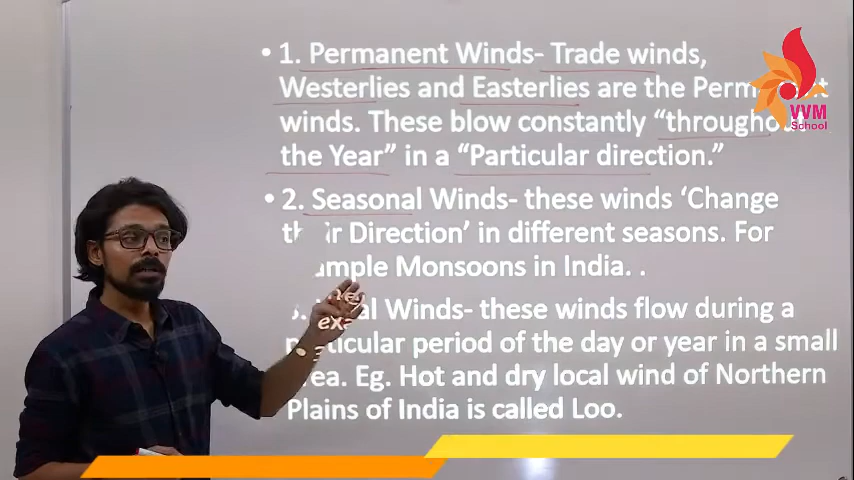 • 1. Permanent Winds- Trade winds,
Westerlies and Easterlies are the
winds. These blow constantly “throughout
the Year” in a “Particular direction.”
• 2. Seasonal Winds- these winds ‘Change
Direction’ in different seasons. For
Monsoons in India. .
Winds- these winds flow during a
period of the day or year in a small
Eg. Hot and dry local wind of Northern
Plains of India is called Loo.
VVM
School